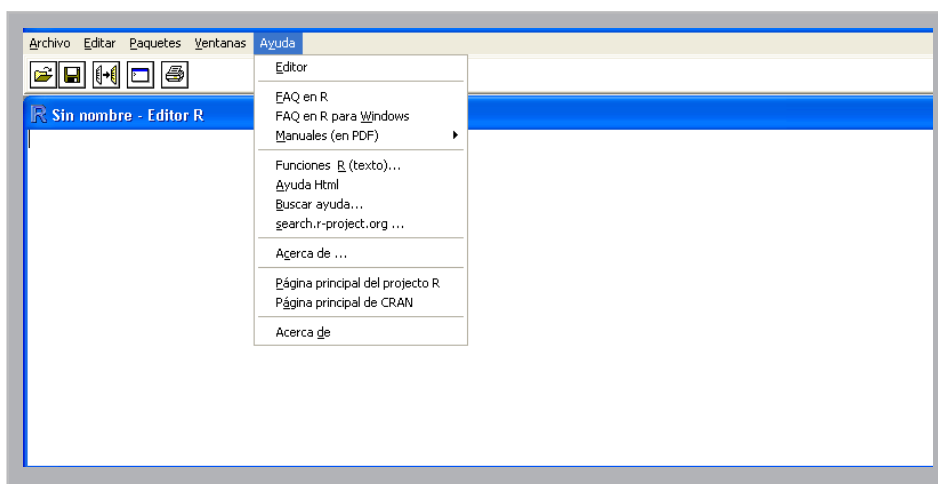 Archivo Editar Paquetes Ventanas Ayuda
Editor
FAQ en R
FAQ en R para Windows
Manuales (en PDF)
Funciones R (texto)...
Ayuda Html
Buscar ayuda...
search.r-project.org ...
Acerca de ...
Página principal del projecto R
Página principal de CRAN
Acerca de
R Sin nombre - Editor R